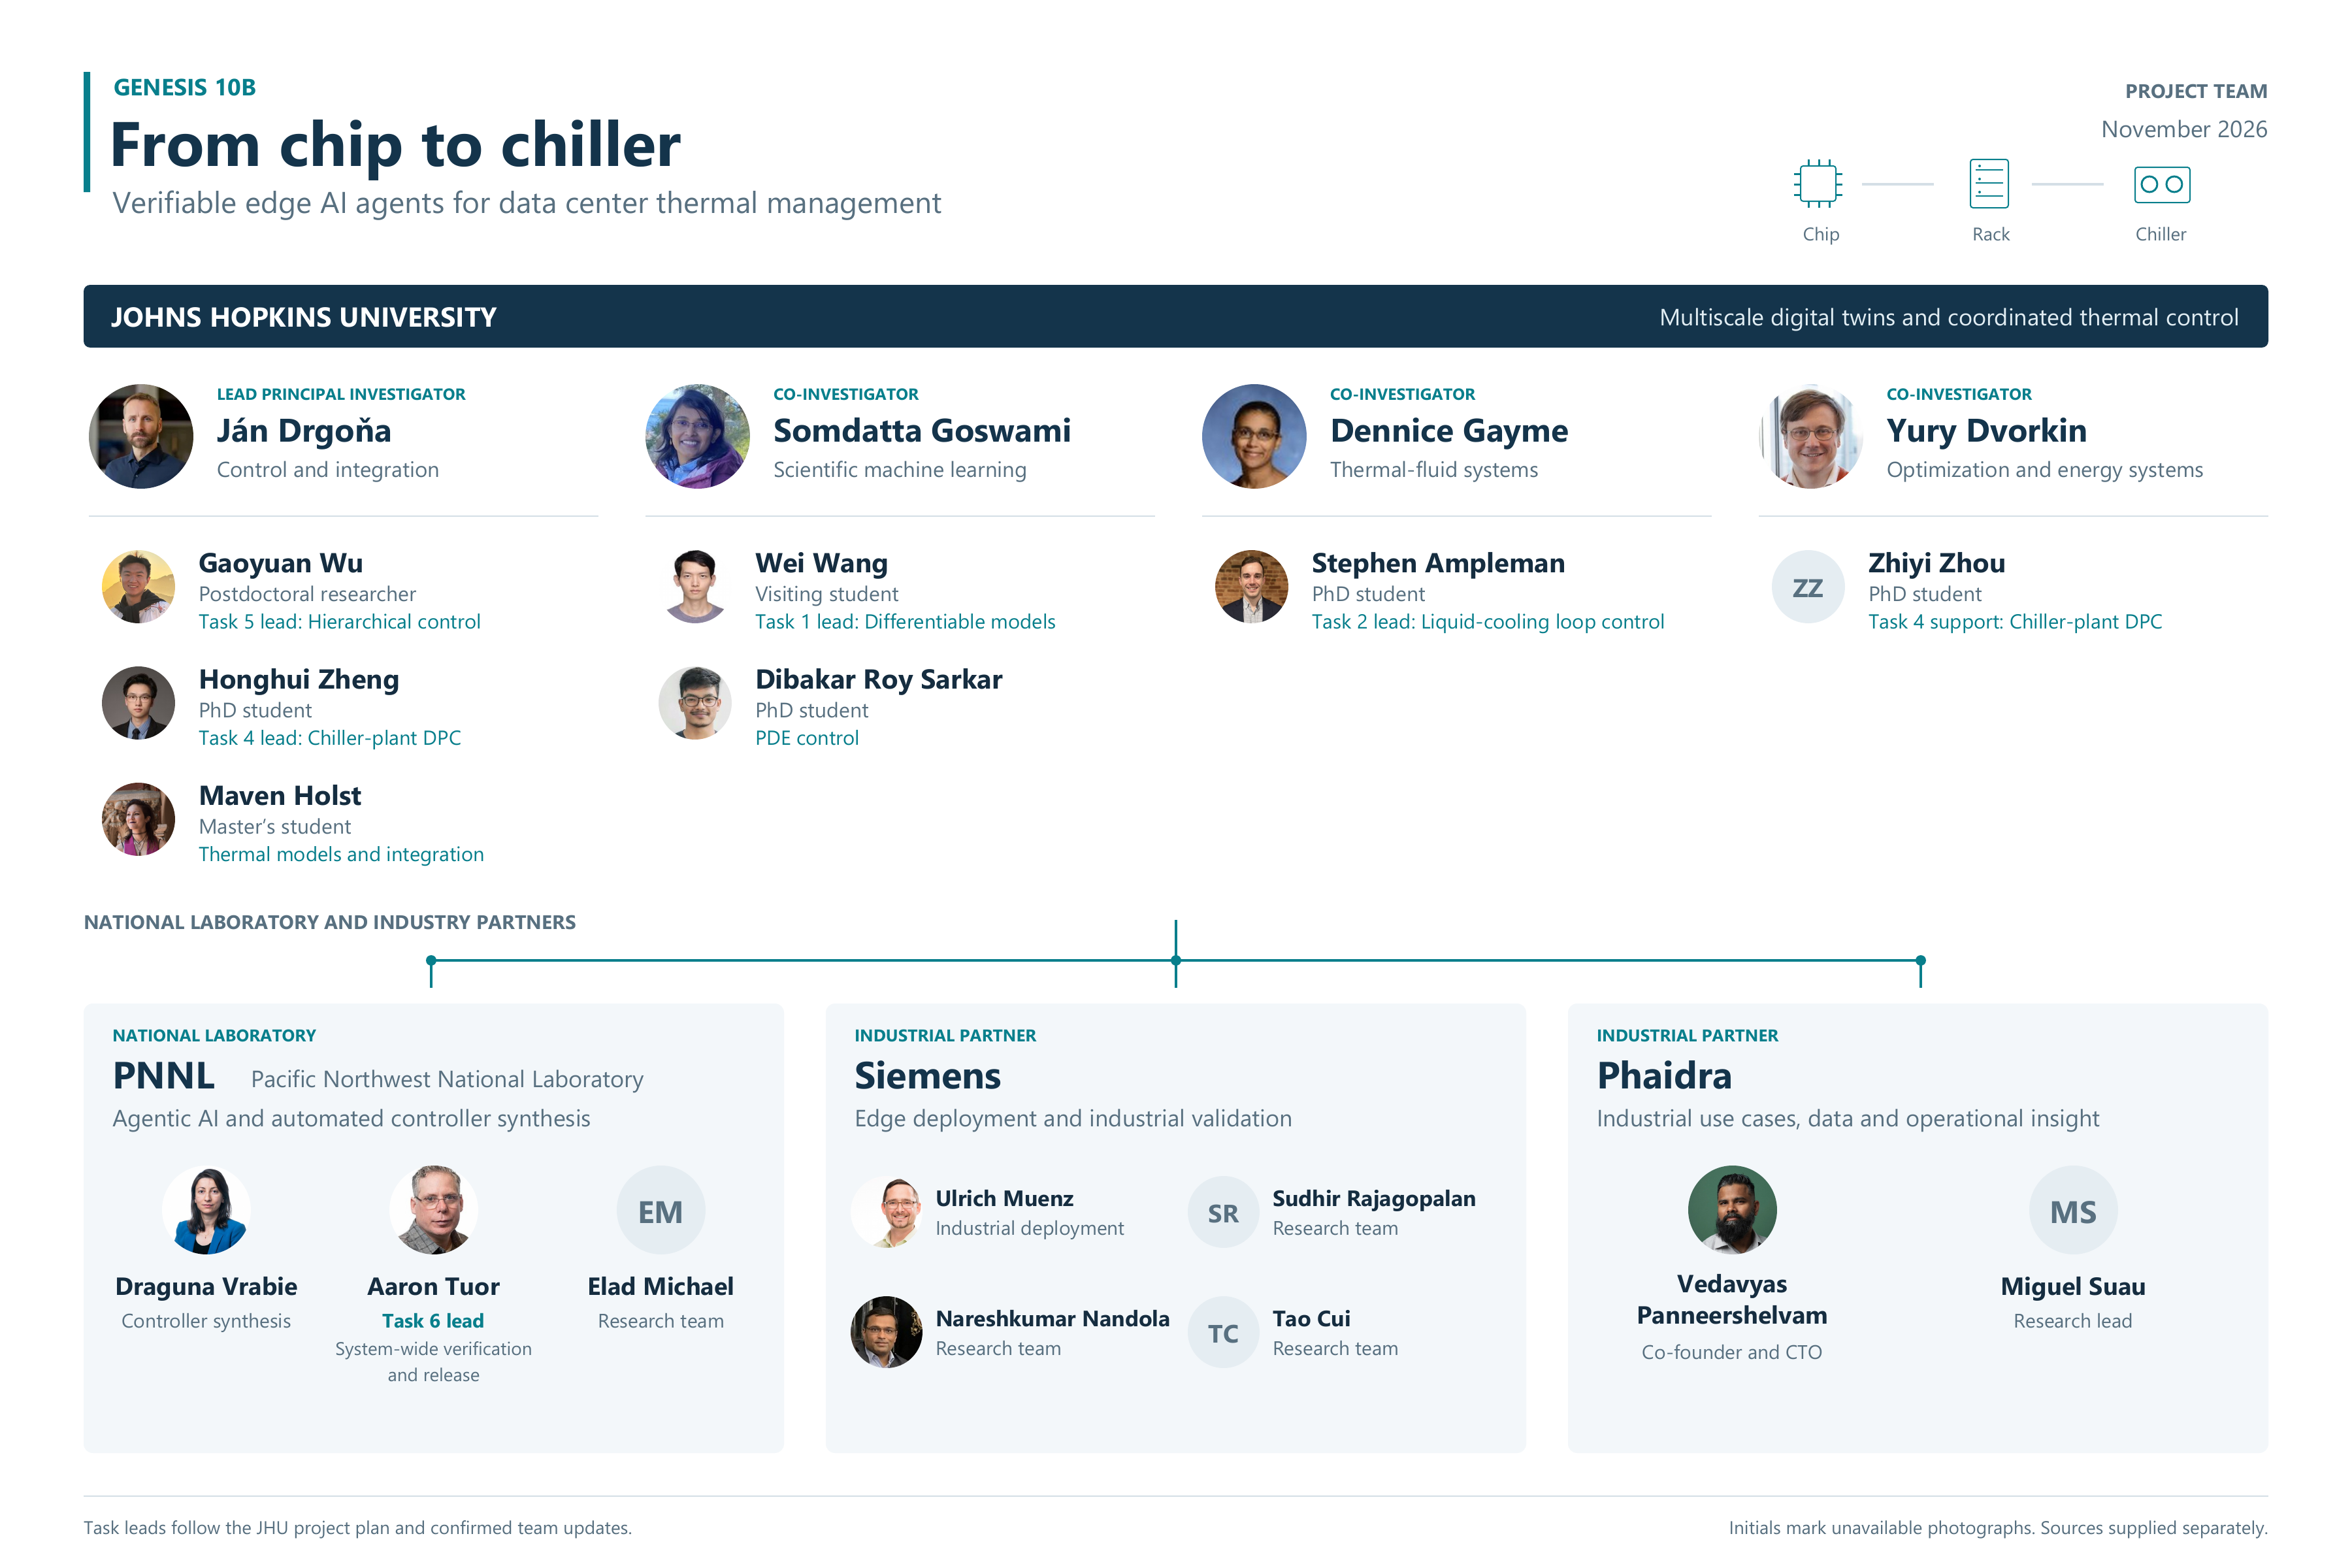 GENESIS 10B
From chip to chiller
Verifiable edge AI agents for data center thermal management
PROJECT TEAM
November 2026
Chip
Rack
Chiller
JOHNS HOPKINS UNIVERSITY
Multiscale digital twins and coordinated thermal control
LEAD PRINCIPAL INVESTIGATOR
Ján Drgoňa
Control and integration
CO-INVESTIGATOR
Somdatta Goswami
Scientific machine learning
CO-INVESTIGATOR
Dennice Gayme
Thermal-fluid systems
CO-INVESTIGATOR
Yury Dvorkin
Optimization and energy systems
Gaoyuan Wu
Postdoctoral researcher
Task 5 lead: Hierarchical control
Honghui Zheng
PhD student
Task 4 lead: Chiller-plant DPC
Maven Holst
Master’s student
Thermal models and integration
Wei Wang
Visiting student
Task 1 lead: Differentiable models
Dibakar Roy Sarkar
PhD student
PDE control
Stephen Ampleman
PhD student
Task 2 lead: Liquid-cooling loop control
ZZ
Zhiyi Zhou
PhD student
Task 4 support: Chiller-plant DPC
NATIONAL LABORATORY AND INDUSTRY PARTNERS
NATIONAL LABORATORY
PNNL Pacific Northwest National Laboratory
Agentic AI and automated controller synthesis
Draguna Vrabie
Controller synthesis
Aaron Tuor
Task 6 lead
System-wide verification
and release
EM
Elad Michael
Research team
INDUSTRIAL PARTNER
Siemens
Edge deployment and industrial validation
Ulrich Muenz
Industrial deployment
SR
Sudhir Rajagopalan
Research team
Nareshkumar Nandola
Research team
TC
Tao Cui
Research team
INDUSTRIAL PARTNER
Phaidra
Industrial use cases, data and operational insight
Vedavyas
Panneershelvam
Co-founder and CTO
MS
Miguel Suau
Research lead
Task leads follow the JHU project plan and confirmed team updates.
Initials mark unavailable photographs. Sources supplied separately.